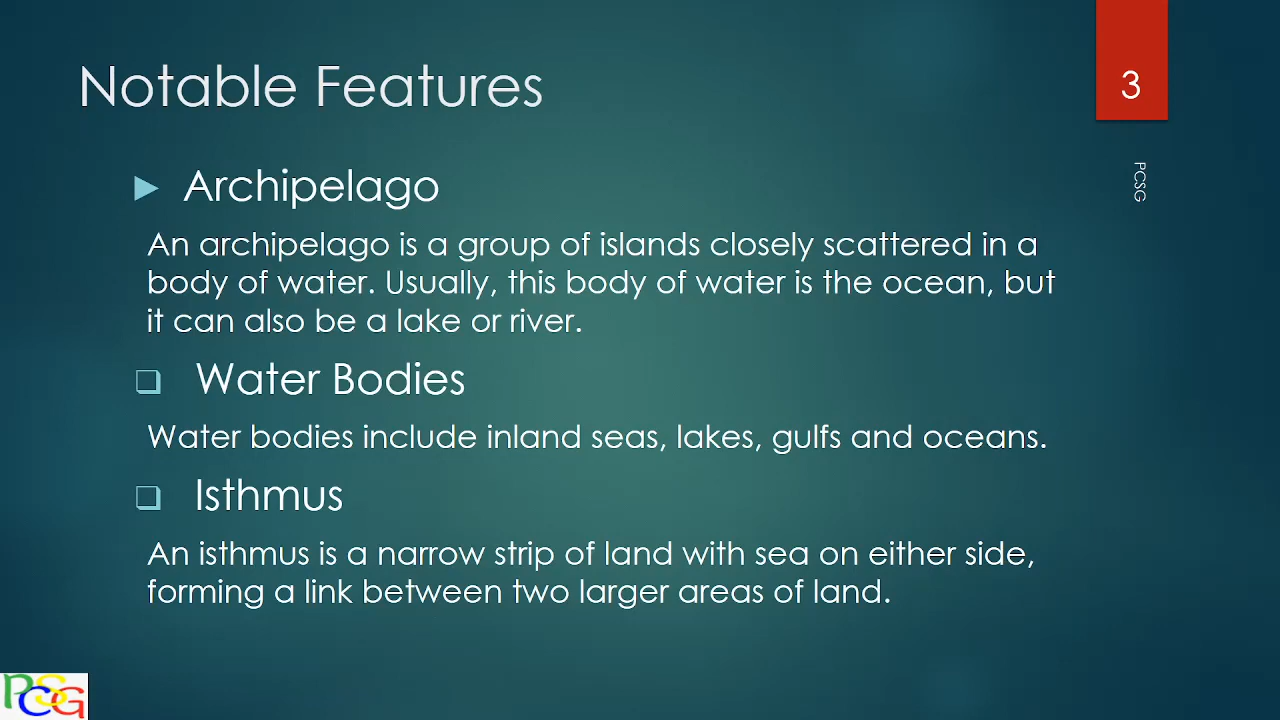 Notable Features
3
PCSG
Archipelago
An archipelago is a group of islands closely scattered in a
body of water. Usually, this body of water is the ocean, but
it can also be a lake or river.
Water Bodies
Water bodies include inland seas, lakes, gulfs and oceans.
Isthmus
An isthmus is a narrow strip of land with sea on either side,
forming a link between two larger areas of land.
PCSG